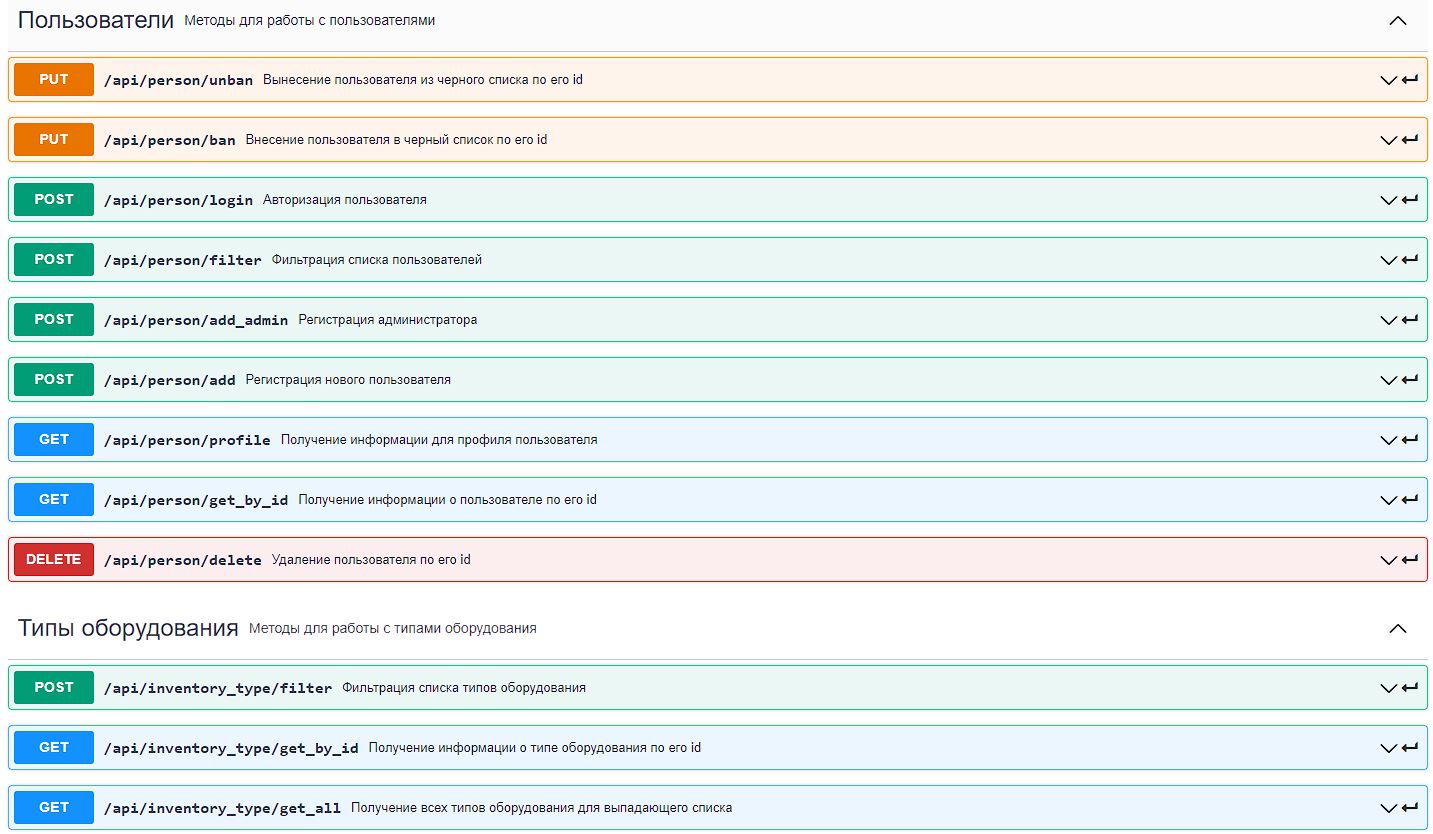 Пользователи Методы для работы с пользователями
PUT /api/person/unban Вынесение пользователя из черного списка по его id
PUT /api/person/ban Внесение пользователя в черный список по его id
POST /api/person/login Авторизация пользователя
POST /api/person/filter Фильтрация списка пользователей
POST /api/person/add_admin Регистрация администратора
POST /api/person/add Регистрация нового пользователя
GET /api/person/profile Получение информации для профиля пользователя
GET /api/person/get_by_id Получение информации о пользователе по его id
DELETE /api/person/delete Удаление пользователя по его id
Типы оборудования Методы для работы с типами оборудования
POST /api/inventory_type/filter Фильтрация списка типов оборудования
GET /api/inventory_type/get_by_id Получение информации о типе оборудования по его id
GET /api/inventory_type/get_all Получение всех типов оборудования для выпадающего списка